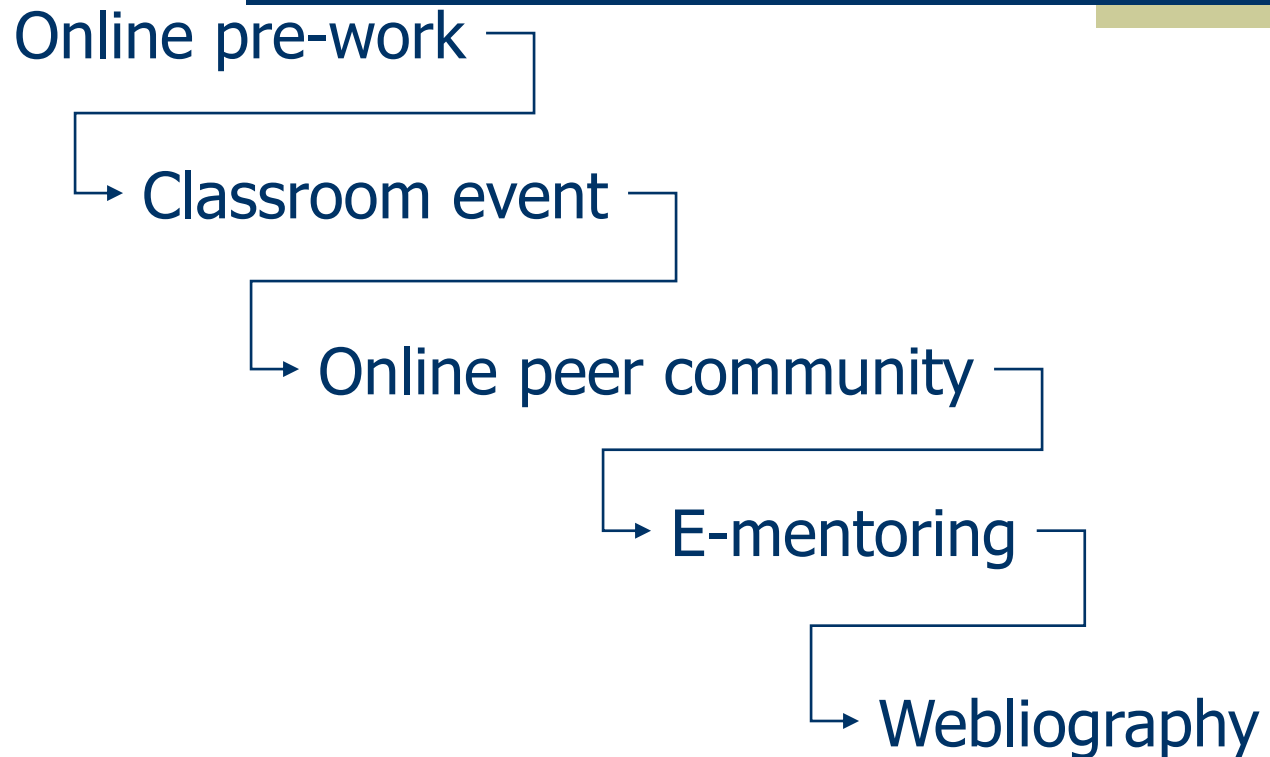 Online pre-work
Classroom event
Online peer community
E-mentoring
Webliography